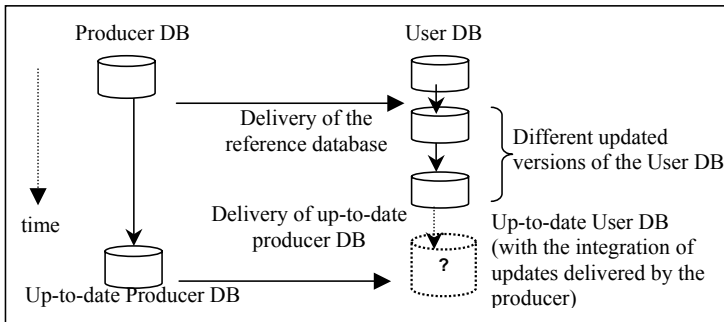 Producer DB
User DB
Delivery of the
reference database
Different updated
versions of the User DB
time
Delivery of up-to-date
producer DB
Up-to-date User DB
(with the integration of
updates delivered by the
producer)
?
Up-to-date Producer DB